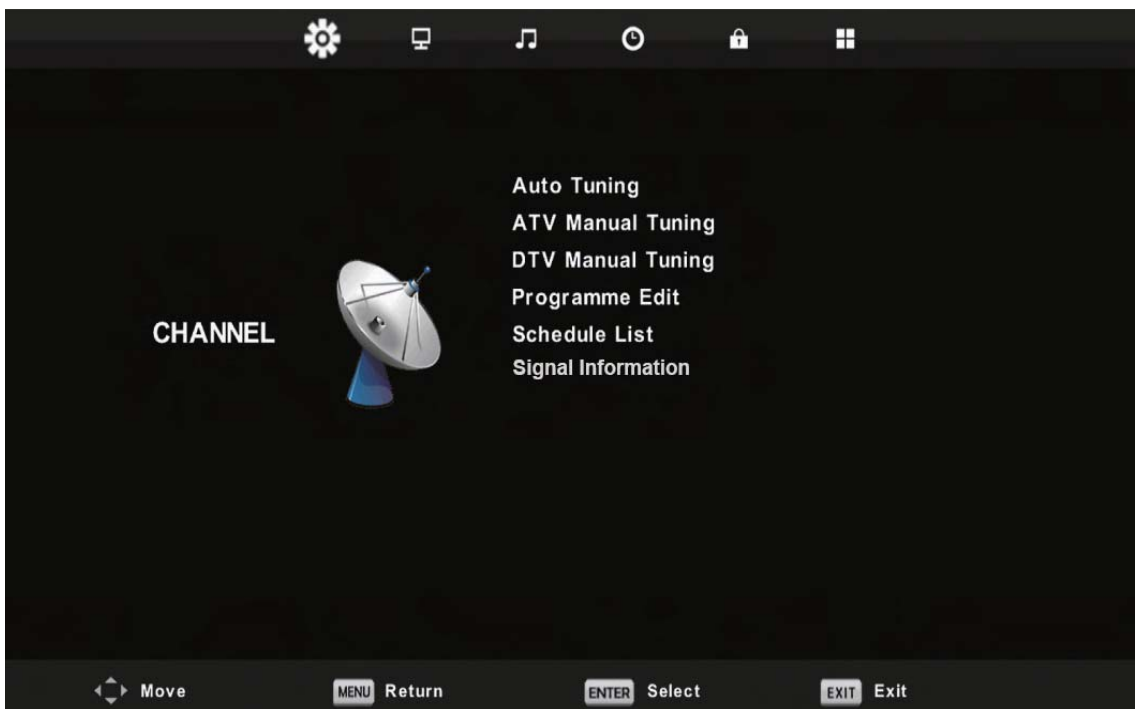 Auto Tuning
ATV Manual Tuning
DTV Manual Tuning
Programme Edit
CHANNEL
Schedule List
Signal Information
Move
MENU Return
ENTER Select
EXIT Exit